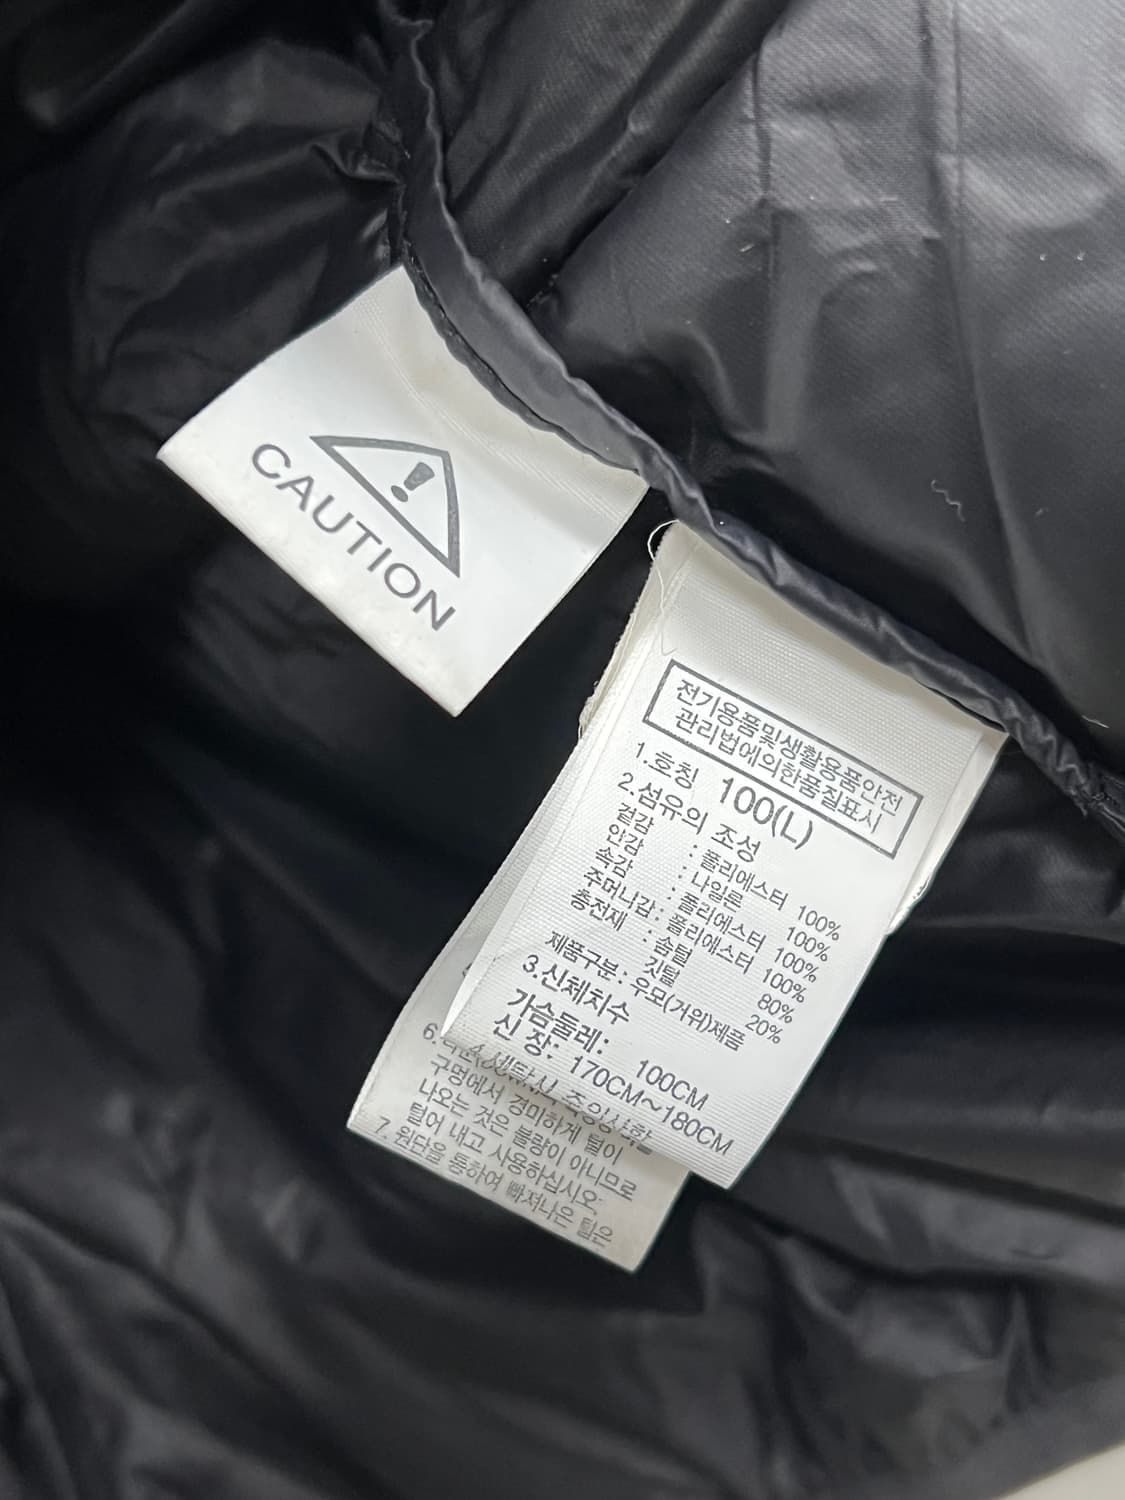 CAUTION
전기용품및생활용품안전
관리법에의한품질표시
1.호칭 100(L)
2.섬유의 조성
겉감 : 폴리에스터 100%
안감 : 나일론 100%
속감 : 폴리에스터 100%
주머니감 : 폴리에스터 100%
충전재 : 솜털 80%
깃털 20%
제품구분 : 우모(거위)제품
3.신체치수
가슴둘레: 100CM
신 장: 170CM~180CM
4.세탁시
6.
구멍에서 경미하게 털이
나오는 것은 불량이 아니므로
털어 내고 사용하십시오.
7. 원단을 통하여 빠져나온 털은